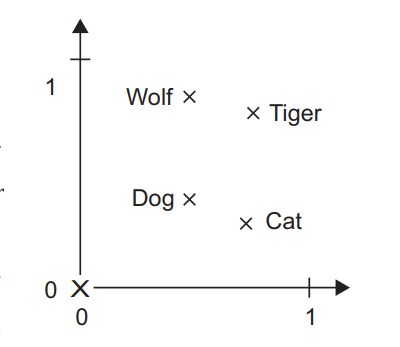 1
Wolf ×
× Tiger
Dog ×
× Cat
0 X
0
1